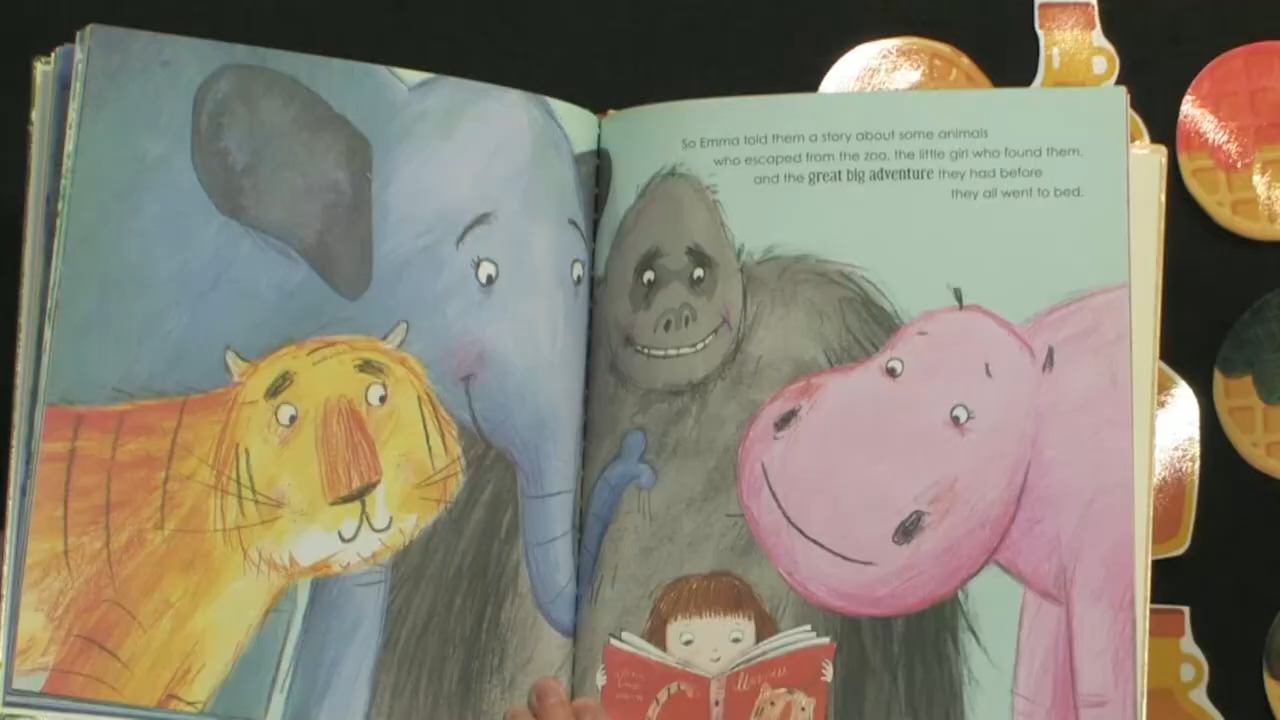 So Emma told them a story about some animals
who escaped from the zoo, the little girl who found them,
and the great big adventure they had before
they all went to bed.